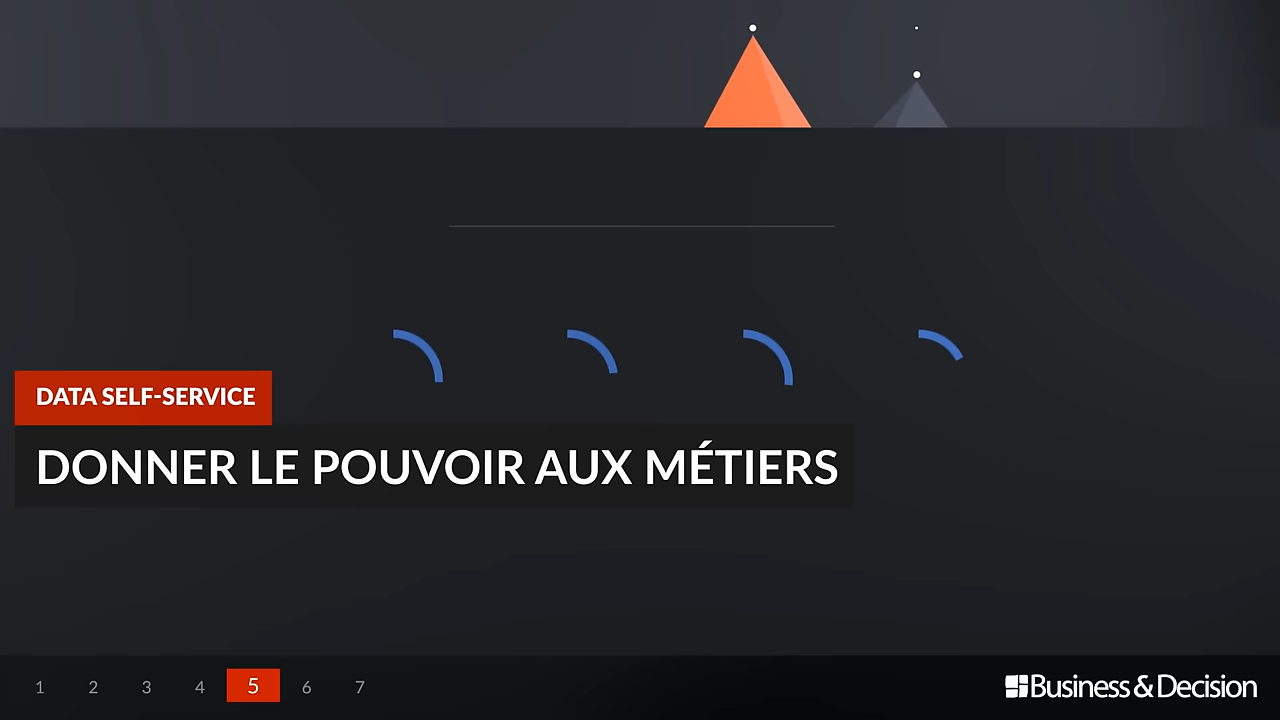 DATA SELF-SERVICE
DONNER LE POUVOIR AUX MÉTIERS
1 2 3 4 5 6 7
Business & Decision